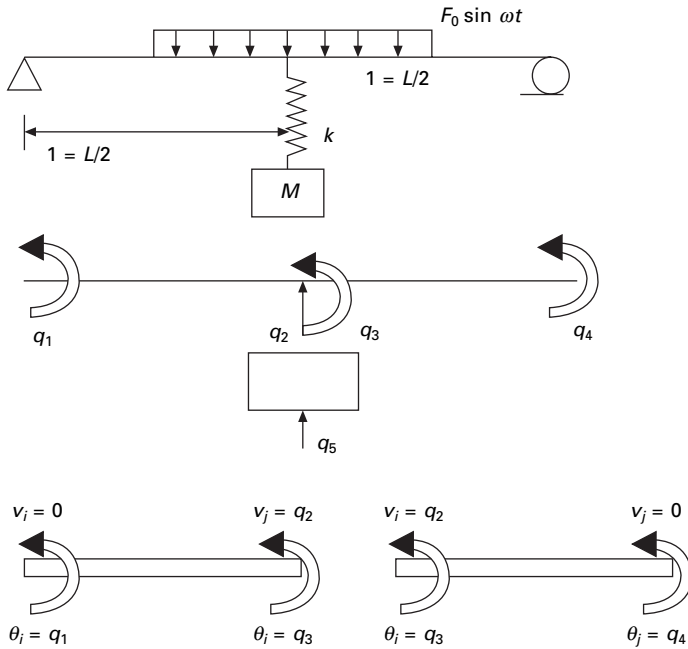 F₀ sin ωt
1 = L/2
k
1 = L/2
M
q₁
q₂
q₃
q₄
q₅
vᵢ = 0
vⱼ = q₂
vᵢ = q₂
vⱼ = 0
θᵢ = q₁
θᵢ = q₃
θᵢ = q₃
θⱼ = q₄